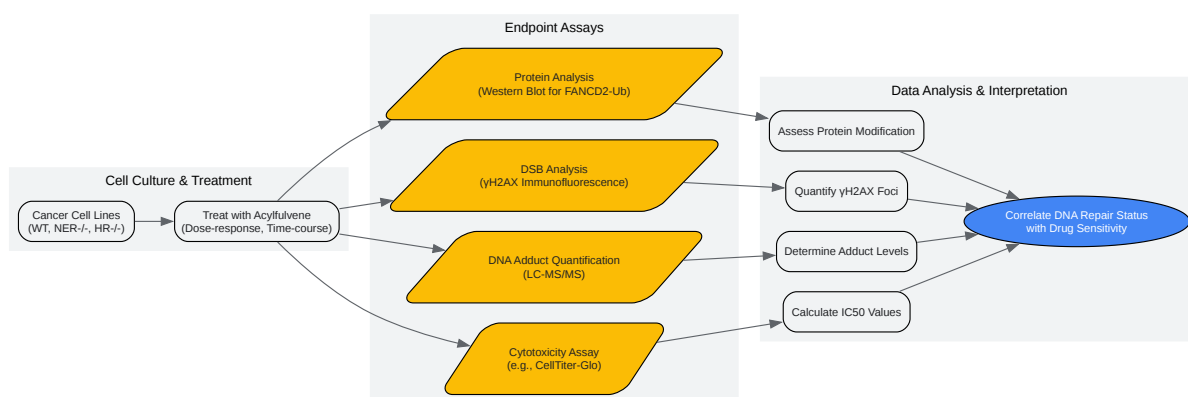 Cell Culture & Treatment
Cancer Cell Lines
(WT, NER-/-, HR-/-)
Treat with Acylfulvene
(Dose-response, Time-course)
Endpoint Assays
Protein Analysis
(Western Blot for FANCD2-Ub)
DSB Analysis
(γH2AX Immunofluorescence)
DNA Adduct Quantification
(LC-MS/MS)
Cytotoxicity Assay
(e.g., CellTiter-Glo)
Data Analysis & Interpretation
Assess Protein Modification
Quantify γH2AX Foci
Determine Adduct Levels
Calculate IC50 Values
Correlate DNA Repair Status
with Drug Sensitivity